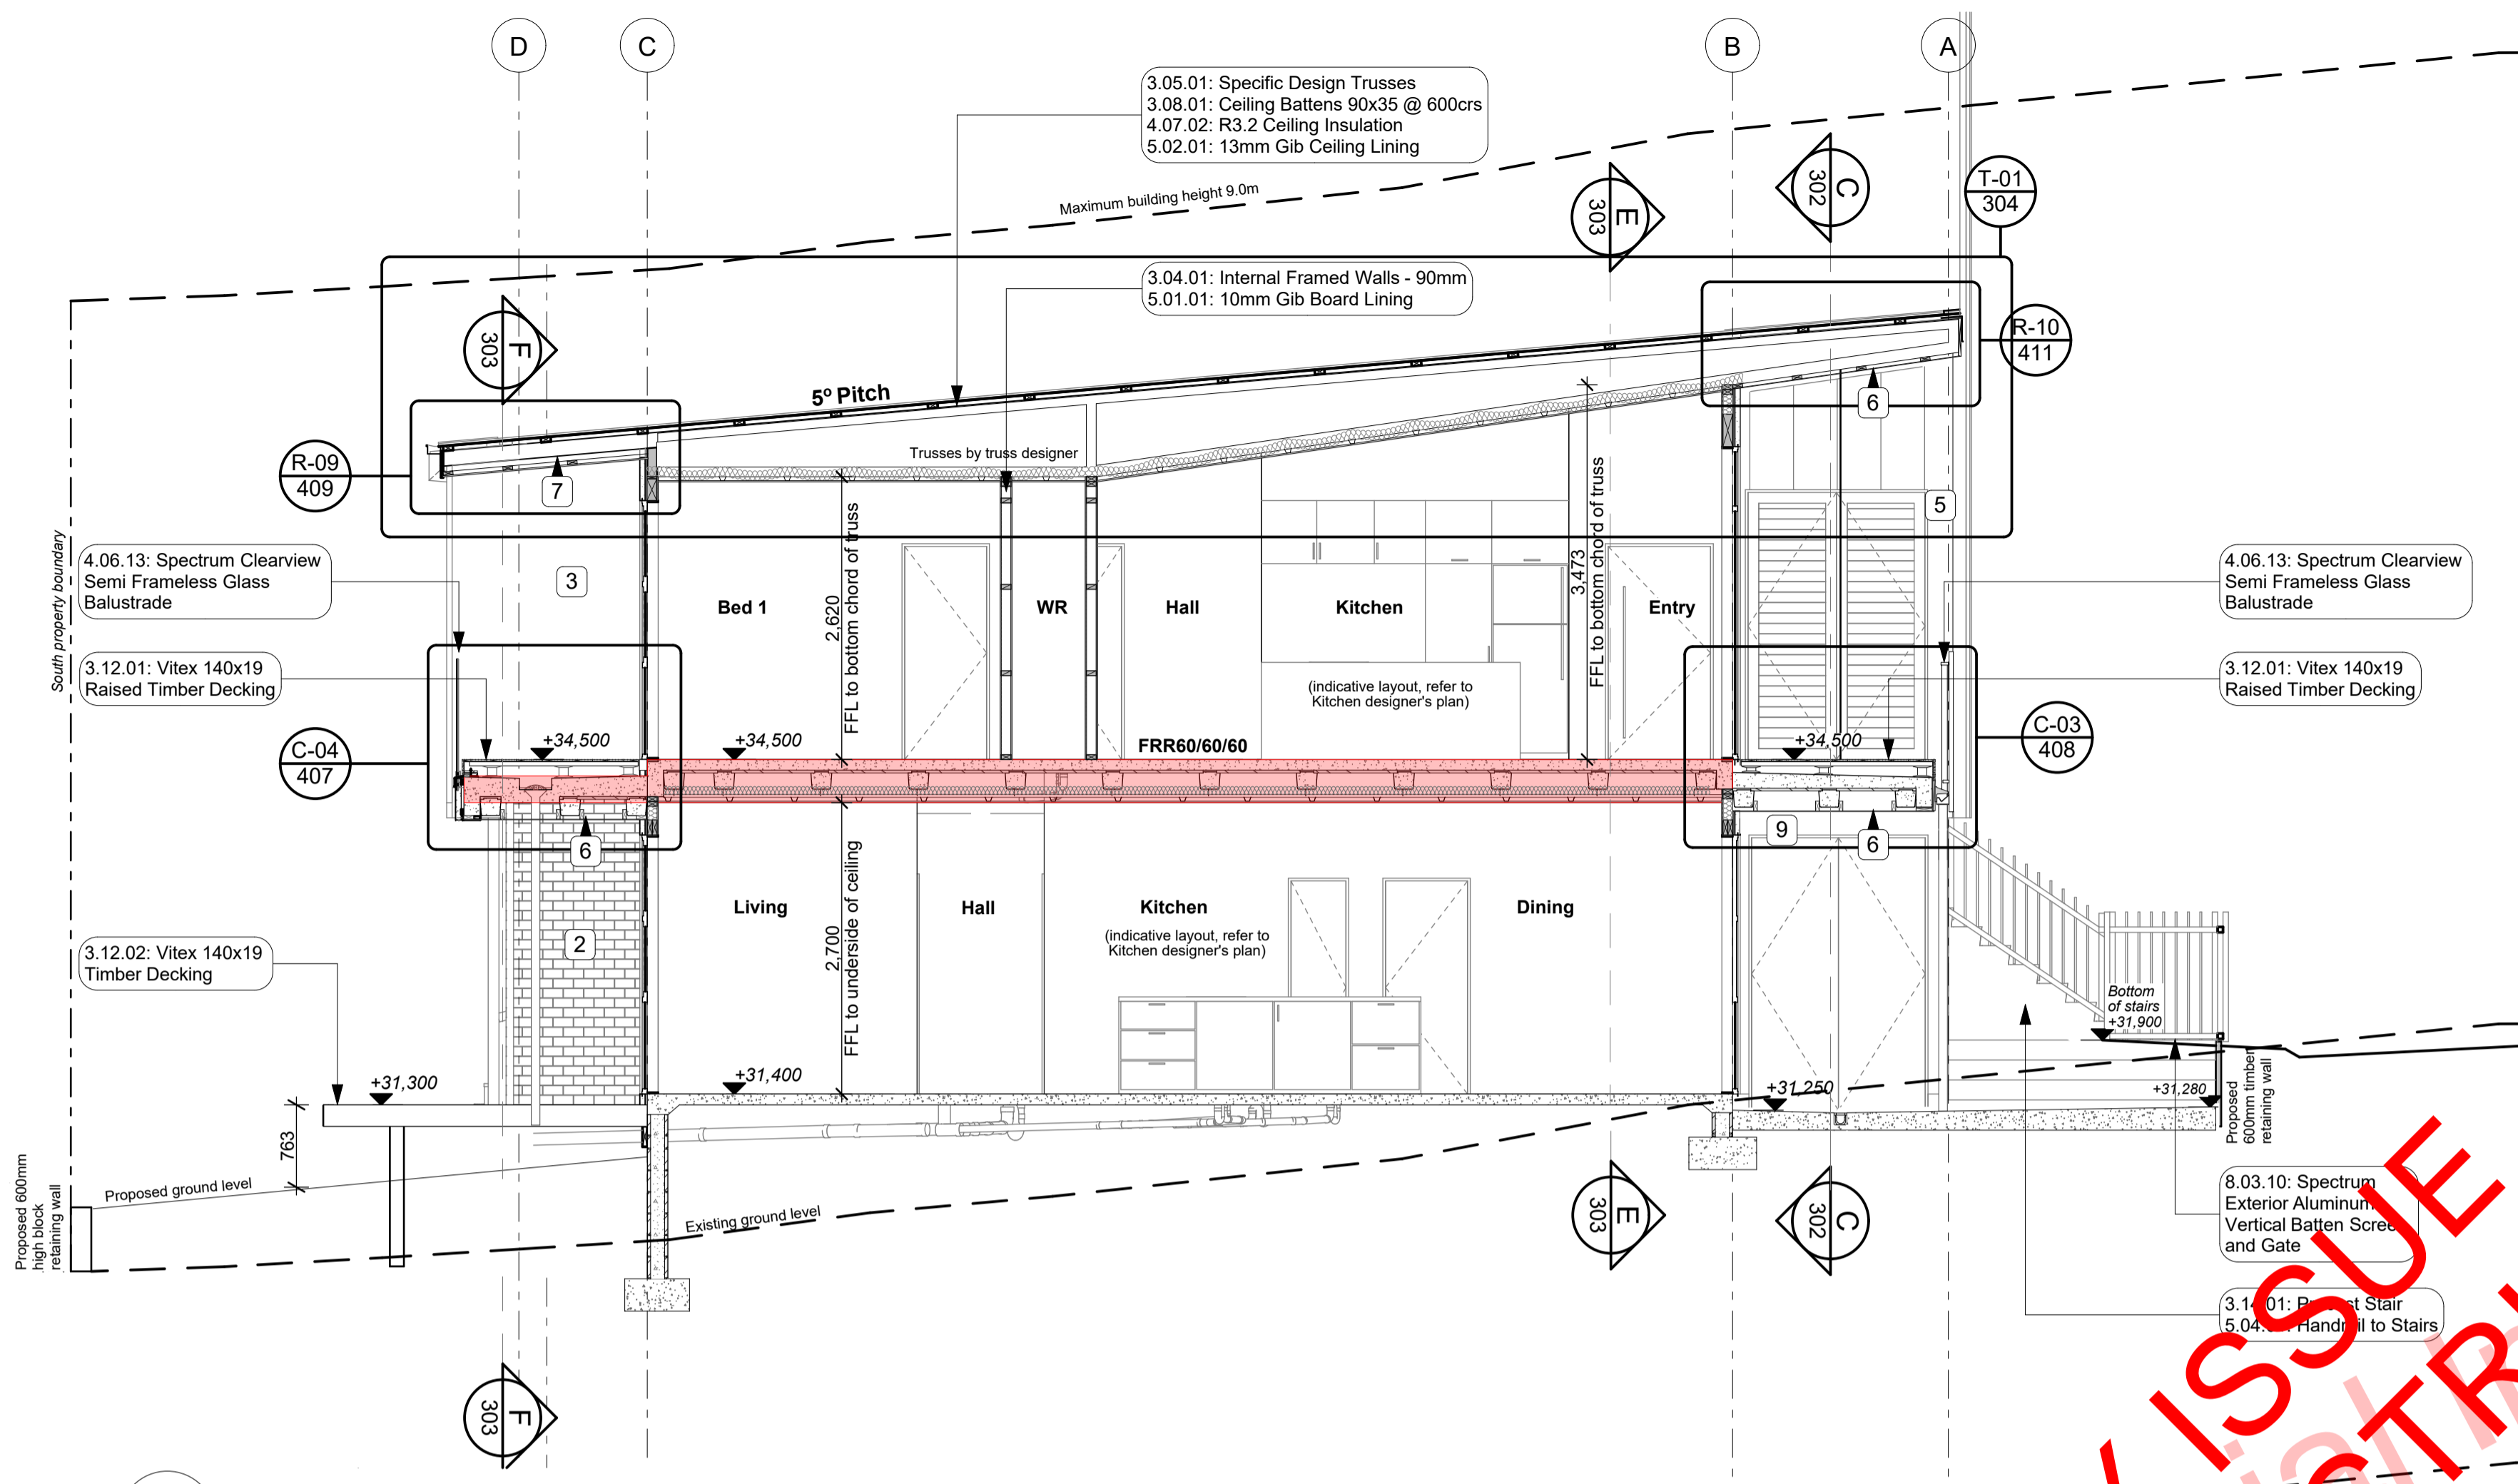 D
C
B
A
3.05.01: Specific Design Trusses
3.08.01: Ceiling Battens 90x35 @ 600crs
4.07.02: R3.2 Ceiling Insulation
5.02.01: 13mm Gib Ceiling Lining
Maximum building height 9.0m
E
303
C
302
T-01
304
3.04.01: Internal Framed Walls - 90mm
5.01.01: 10mm Gib Board Lining
F
303
R-10
411
5º Pitch
6
Trusses by truss designer
R-09
409
7
5
South property boundary
4.06.13: Spectrum Clearview
Semi Frameless Glass
Balustrade
3
2,620
FFL to bottom chord of truss
3,473
FFL to bottom chord of truss
4.06.13: Spectrum Clearview
Semi Frameless Glass
Balustrade
Bed 1
WR
Hall
Kitchen
Entry
3.12.01: Vitex 140x19
Raised Timber Decking
(indicative layout, refer to
Kitchen designer's plan)
3.12.01: Vitex 140x19
Raised Timber Decking
C-04
407
+34,500
+34,500
FRR60/60/60
+34,500
C-03
408
6
9
6
2,700
FFL to underside of ceiling
Living
Hall
Kitchen
Dining
(indicative layout, refer to
Kitchen designer's plan)
2
3.12.02: Vitex 140x19
Timber Decking
Bottom
of stairs
+31,900
+31,300
+31,400
+31,250
+31,280
763
Proposed
600mm timber
retaining wall
Proposed 600mm
high block
retaining wall
Proposed ground level
Existing ground level
E
303
C
302
8.03.10: Spectrum
Exterior Aluminum
Vertical Batten Screen
and Gate
3.14.01: Precast Stair
Handrail to Stairs
F
303
ISSUE